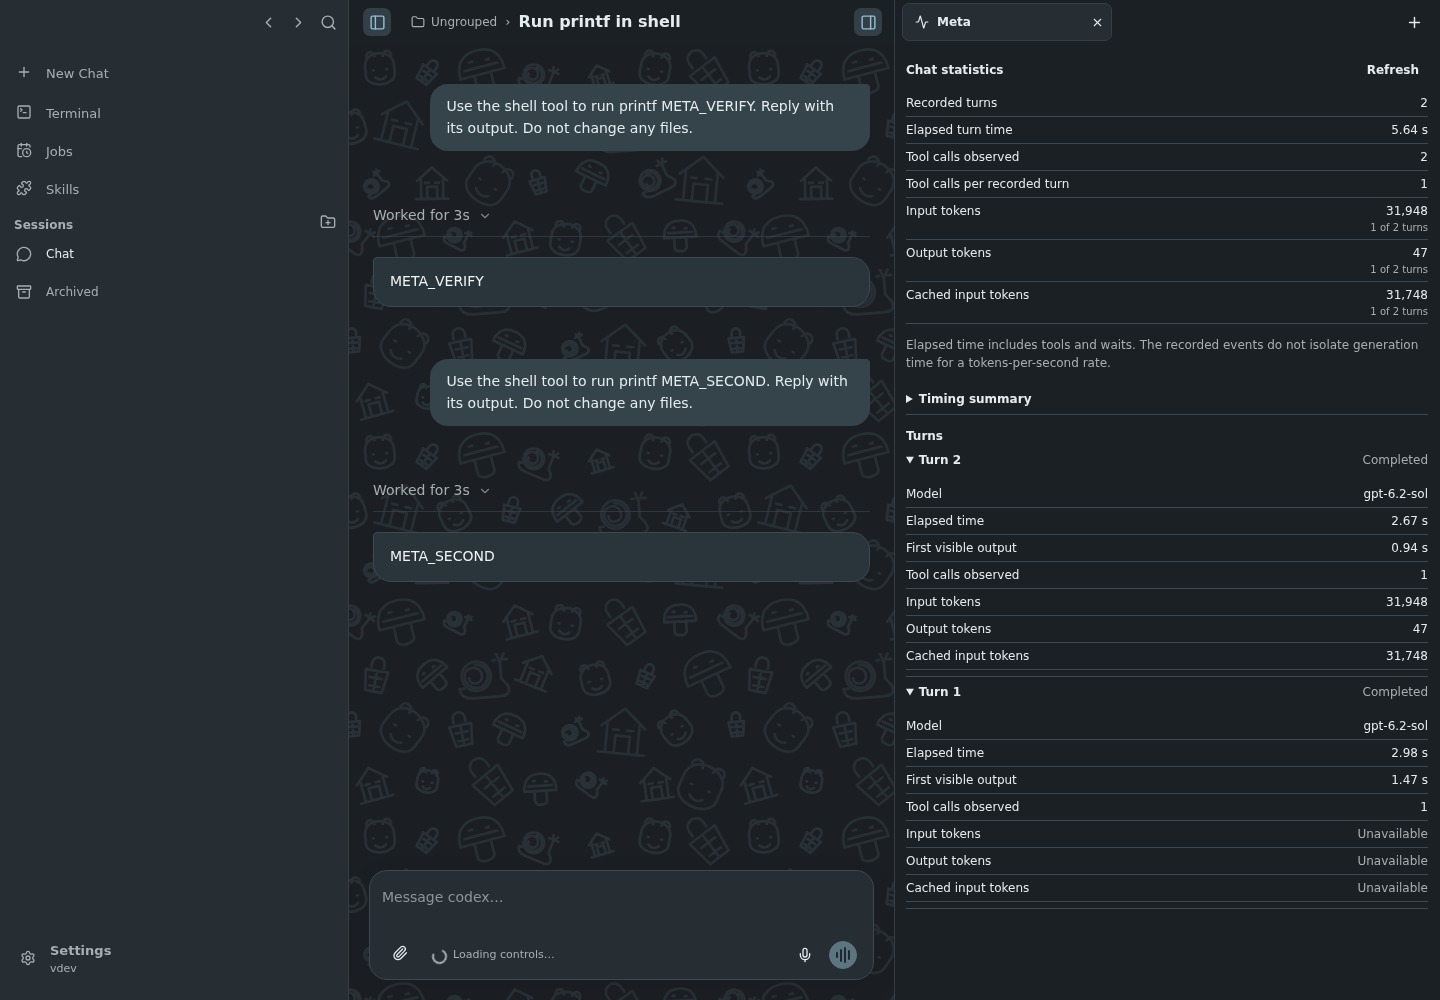 New Chat
Terminal
Jobs
Skills
Sessions
Chat
Archived
Settings
vdev
Ungrouped › Run printf in shell
Use the shell tool to run printf META_VERIFY. Reply with
its output. Do not change any files.
Worked for 3s
META_VERIFY
Use the shell tool to run printf META_SECOND. Reply with
its output. Do not change any files.
Worked for 3s
META_SECOND
Message codex...
Loading controls...
Meta
Chat statistics Refresh
Recorded turns 2
Elapsed turn time 5.64 s
Tool calls observed 2
Tool calls per recorded turn 1
Input tokens 31,948
1 of 2 turns
Output tokens 47
1 of 2 turns
Cached input tokens 31,748
1 of 2 turns
Elapsed time includes tools and waits. The recorded events do not isolate generation
time for a tokens-per-second rate.
Timing summary
Turns
Turn 2 Completed
Model gpt-6.2-sol
Elapsed time 2.67 s
First visible output 0.94 s
Tool calls observed 1
Input tokens 31,948
Output tokens 47
Cached input tokens 31,748
Turn 1 Completed
Model gpt-6.2-sol
Elapsed time 2.98 s
First visible output 1.47 s
Tool calls observed 1
Input tokens Unavailable
Output tokens Unavailable
Cached input tokens Unavailable